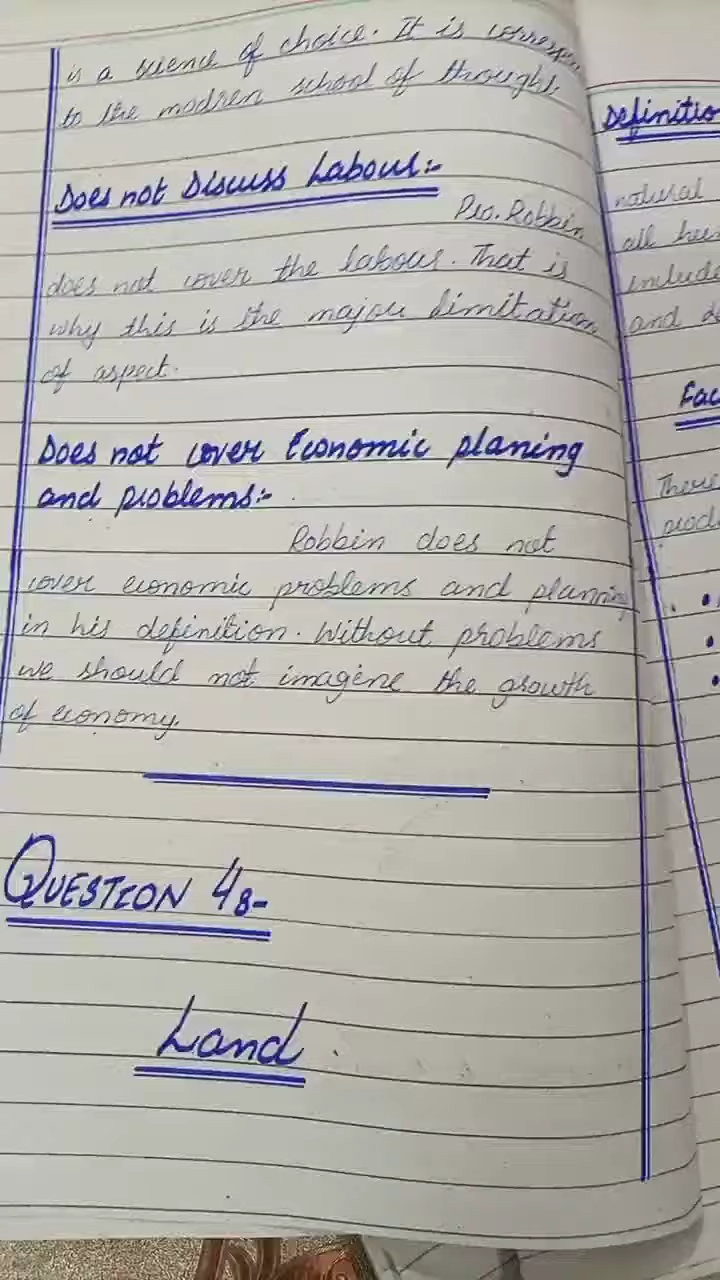 is a science of choice. It is
to the modren school of thought.
Does not Discuss Labour:-
Pro. Robbin
does not cover the labour. That is
why this is the major limitation
of aspect.
Does not cover Economic planing
and problems:-
Robbin does not
cover economic problems and planning
in his definition. Without problems
we should not imagine the growth
of economy.
QUESTION 4:-
Land
Definitio
natural
all hu
include
and d
Fac
There
prod